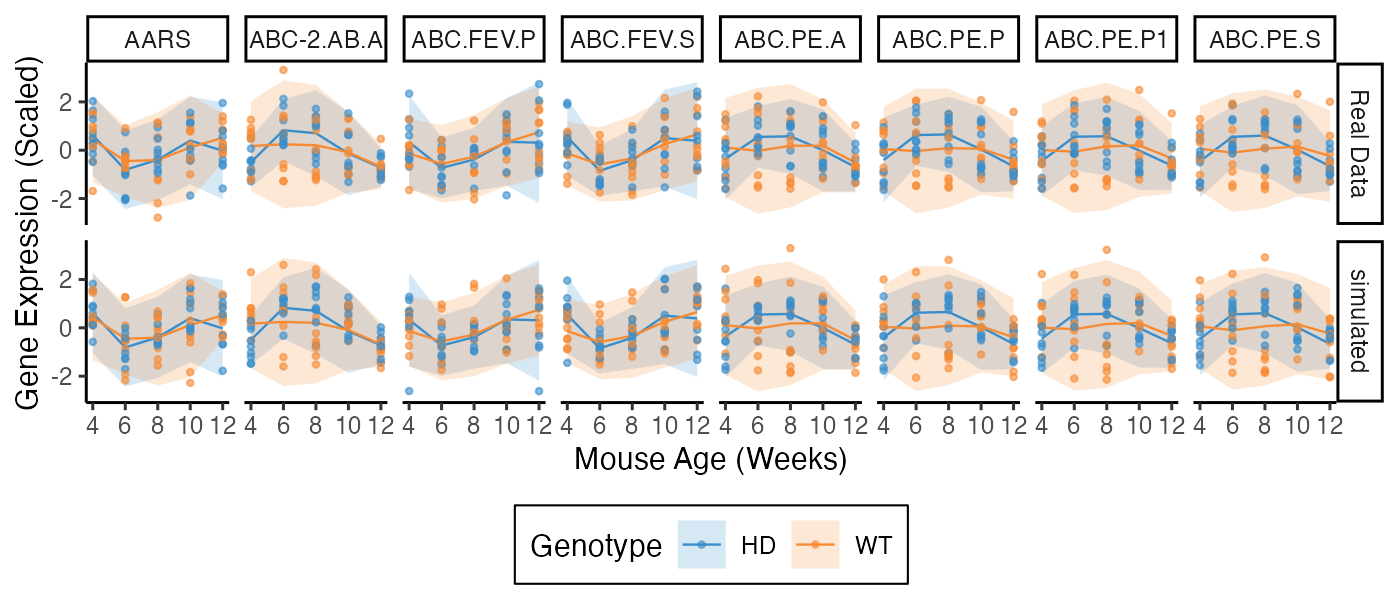 AARS ABC-2.AB.A ABC.FEV.P ABC.FEV.S ABC.PE.A ABC.PE.P ABC.PE.P1 ABC.PE.S
Gene Expression (Scaled)
2
0
-2
Real Data
2
0
-2
simulated
4 6 8 10 12 4 6 8 10 12 4 6 8 10 12 4 6 8 10 12 4 6 8 10 12 4 6 8 10 12 4 6 8 10 12 4 6 8 10 12
Mouse Age (Weeks)
Genotype HD WT